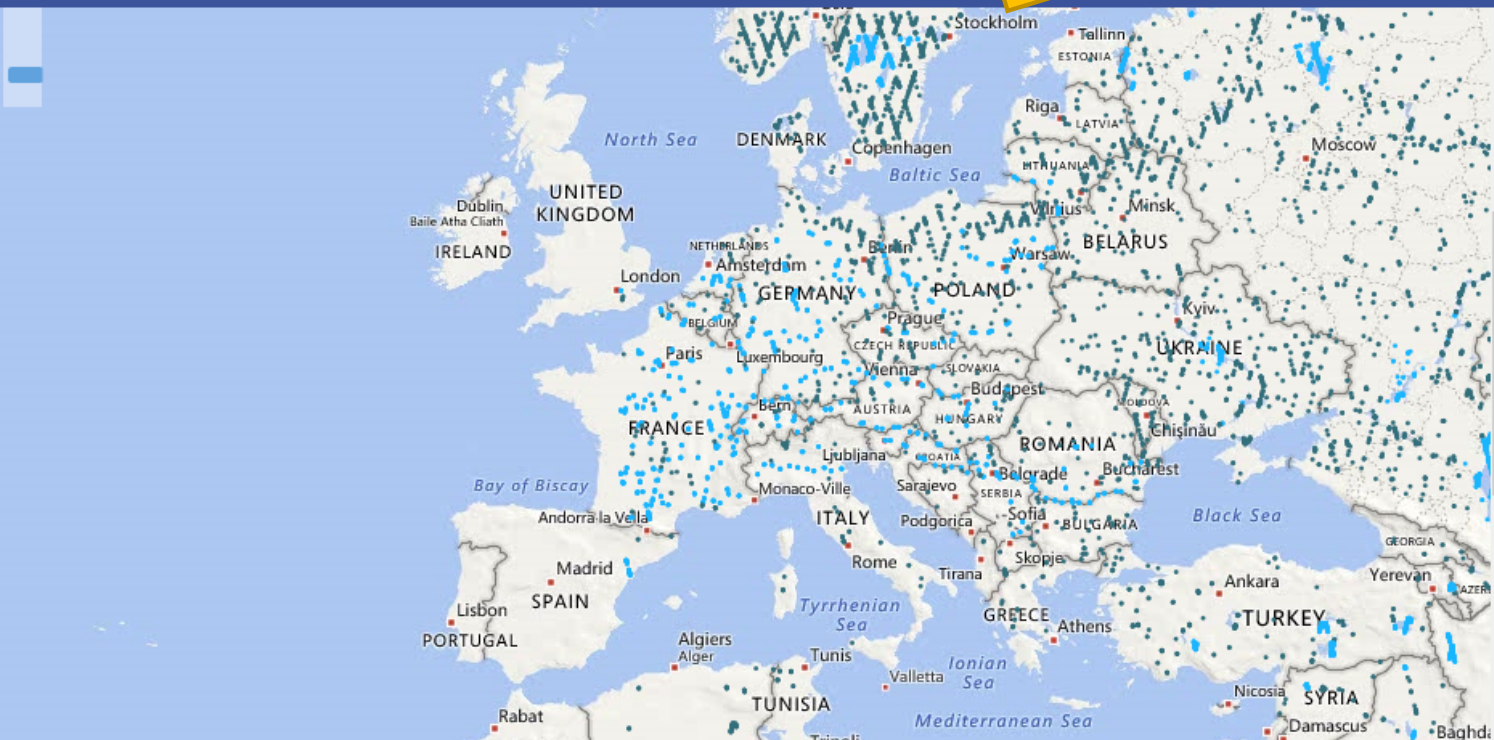 Stockholm
Tallinn
ESTONIA
Riga
LATVIA
North Sea
DENMARK
Copenhagen
Moscow
LITHUANIA
Baltic Sea
UNITED
KINGDOM
Dublin
Baile Atha Cliath
IRELAND
Vilnius
Minsk
BELARUS
NETHERLANDS
Amsterdam
Berlin
Warsaw
London
GERMANY
POLAND
Kyiv
BELGIUM
Prague
CZECH REPUBLIC
UKRAINE
Paris
Luxembourg
Vienna
SLOVAKIA
Budapest
Bern
AUSTRIA
HUNGARY
MOLDOVA
FRANCE
Chișinău
ROMANIA
Ljubljana
CROATIA
Belgrade
Bucharest
Bay of Biscay
Monaco-Ville
Sarajevo
SERBIA
Andorra la Vella
ITALY
Podgorica
Sofia
BULGARIA
Black Sea
GEORGIA
Madrid
Rome
Tirana
Skopje
Ankara
Yerevan
AZER
SPAIN
Lisbon
PORTUGAL
Tyrrhenian
Sea
GREECE
Athens
TURKEY
Algiers
Alger
Tunis
Ionian
Sea
Valletta
Nicosia
SYRIA
TUNISIA
Rabat
Mediterranean Sea
Damascus
Baghda
Tripoli